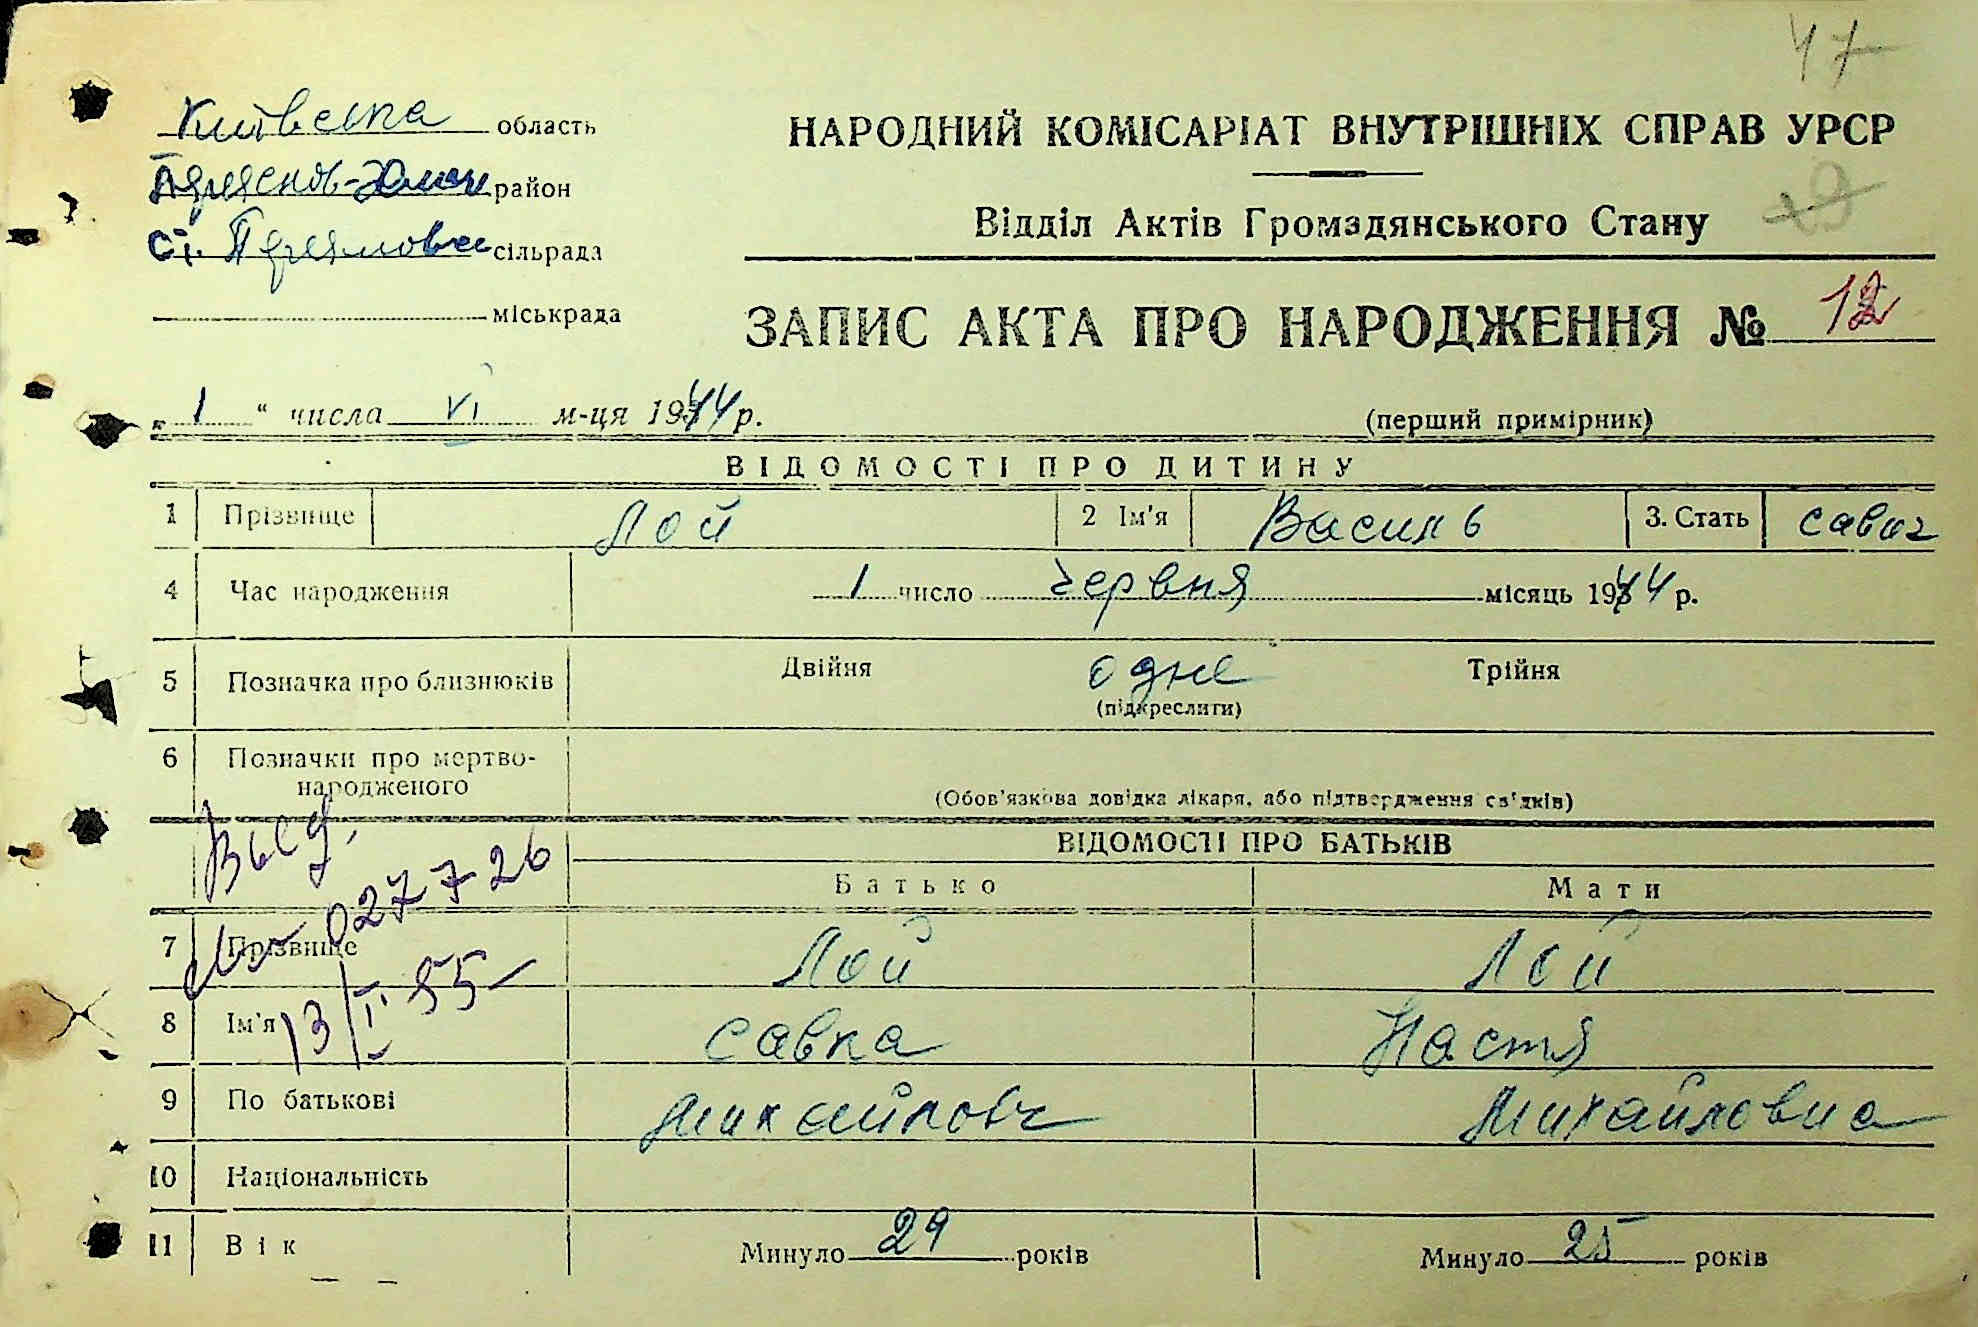 47
Київська область
район
сільрада
міськрада
НАРОДНИЙ КОМІСАРІАТ ВНУТРІШНІХ СПРАВ УРСР
Відділ Актів Громадянського Стану
ЗАПИС АКТА ПРО НАРОДЖЕННЯ № 12
„ 1 “ числа VI м-ця 1944 р.
(перший примірник)
ВІДОМОСТІ ПРО ДИТИНУ
1 Прізвище Лой 2 Ім'я Василь 3. Стать
4 Час народження 1 число червня місяць 1944 р.
5 Позначка про близнюків Двійня одне Трійня
(підкреслити)
6 Позначки про мертво-
народженого
(Обов'язкова довідка лікаря, або підтвердження свідків)
Выд.
№ 027726
13/II 55
ВІДОМОСТІ ПРО БАТЬКІВ
Батько Мати
7 Прізвище Лой Лой
8 Ім'я Савка Настя
9 По батькові Михайлович Михайловна
10 Національність
11 Вік Минуло 29 років Минуло 25 років